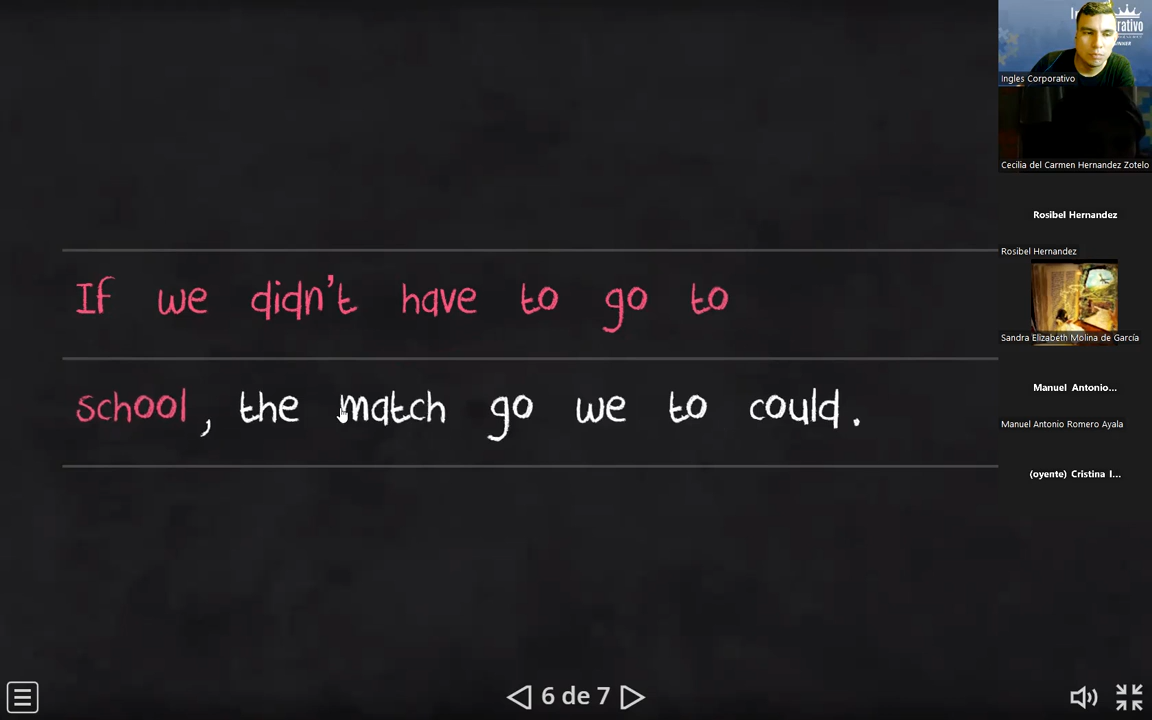 If we didn't have to go to
school, the match go we to could.
6 de 7
rativo
Ingles Corporativo
Cecilia del Carmen Hernandez Zotelo
Rosibel Hernandez
Rosibel Hernandez
Sandra Elizabeth Molina de García
Manuel Antonio...
Manuel Antonio Romero Ayala
(oyente) Cristina I...